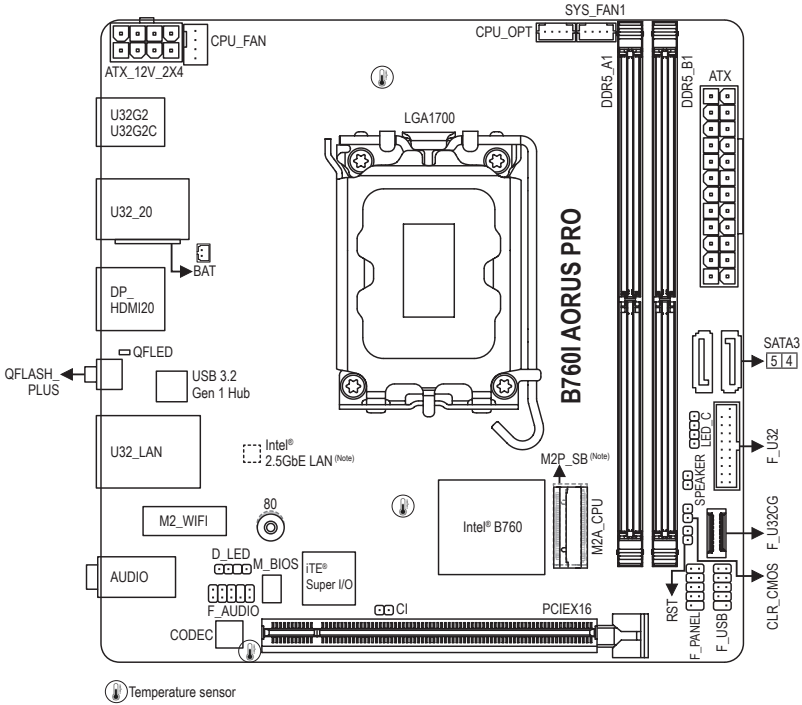 SYS_FAN1
CPU_OPT
CPU_FAN
ATX_12V_2X4
DDR5_A1
DDR5_B1
ATX
LGA1700
U32G2
U32G2C
U32_20
BAT
DP_
HDMI20
B760I AORUS PRO
QFLED
QFLASH_
PLUS
USB 3.2
Gen 1 Hub
SATA3
5 4
LED_C
F_U32
U32_LAN
Intel®
2.5GbE LAN (Note)
M2P_SB (Note)
SPEAKER
80
M2_WIFI
Intel® B760
M2A_CPU
F_U32CG
D_LED
M_BIOS
iTE®
Super I/O
AUDIO
F_AUDIO
CI
PCIEX16
RST
CLR_CMOS
F_PANEL
F_USB
CODEC
Temperature sensor